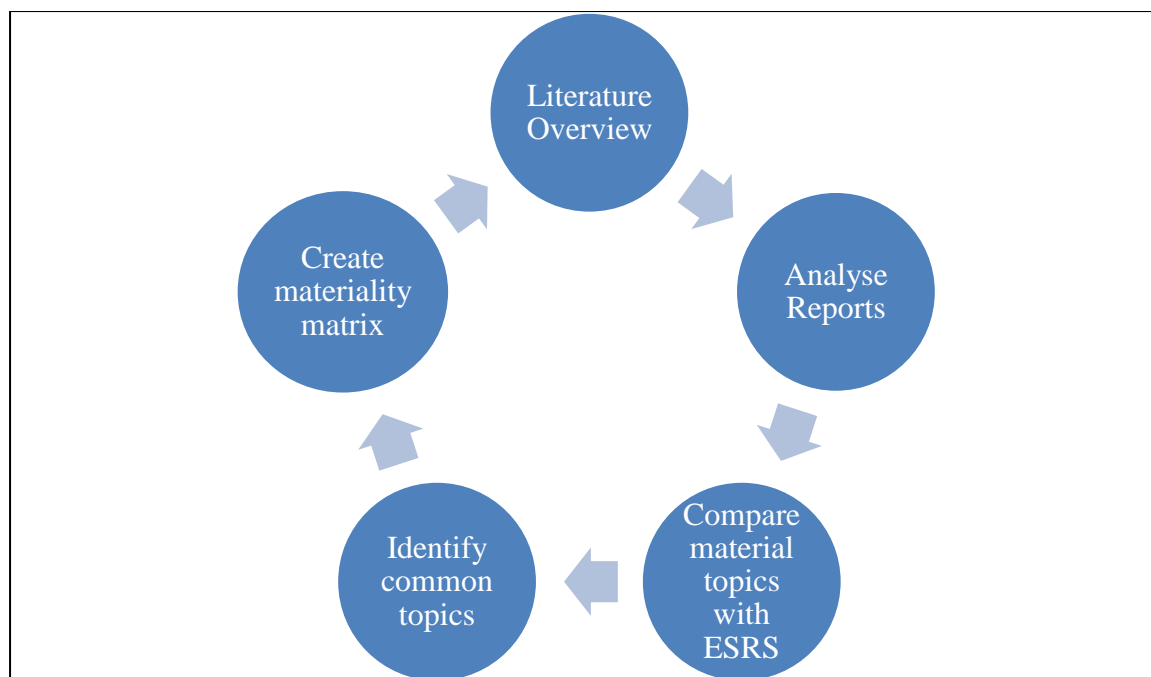 Literature
Overview
Analyse
Reports
Compare
material
topics
with
ESRS
Identify
common
topics
Create
materiality
matrix